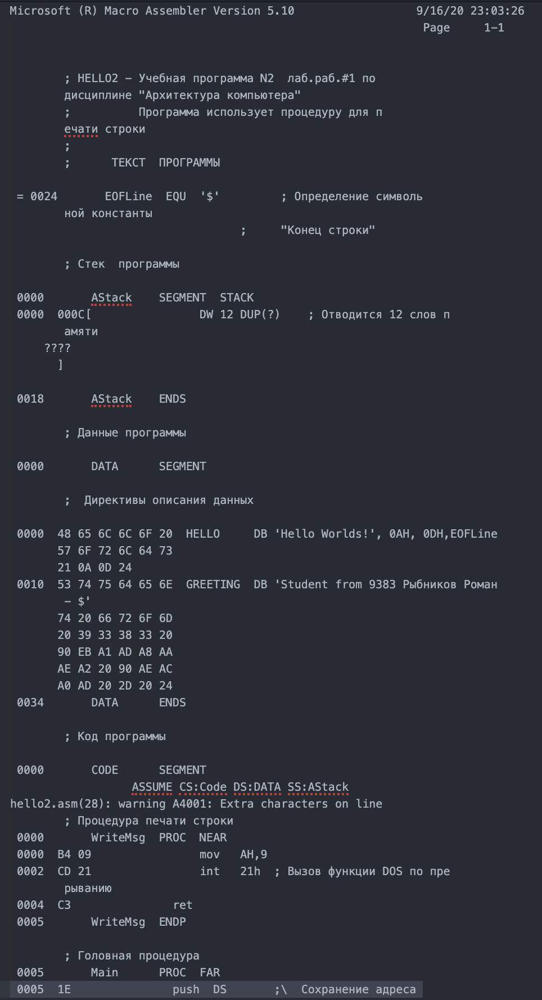 Microsoft (R) Macro Assembler Version 5.10                  9/16/20 23:03:26
                                                             Page     1-1


        ; HELLO2 - Учебная программа N2  лаб.раб.#1 по
        дисциплине "Архитектура компьютера"
        ;          Программа использует процедуру для п
        ечати строки
        ;
        ;      ТЕКСТ  ПРОГРАММЫ

 = 0024       EOFLine  EQU  '$'         ; Определение символь
        ной константы
                                  ;     "Конец строки"

        ; Стек  программы

 0000       AStack    SEGMENT  STACK
 0000  000C[                DW 12 DUP(?)    ; Отводится 12 слов п
        амяти
     ????
       ]

 0018       AStack    ENDS

        ; Данные программы

 0000       DATA      SEGMENT

        ;  Директивы описания данных

 0000  48 65 6C 6C 6F 20  HELLO     DB 'Hello Worlds!', 0AH, 0DH,EOFLine
       57 6F 72 6C 64 73
       21 0A 0D 24
 0010  53 74 75 64 65 6E  GREETING  DB 'Student from 9383 Рыбников Роман
        - $'
       74 20 66 72 6F 6D
       20 39 33 38 33 20
       90 EB A1 AD A8 AA
       AE A2 20 90 AE AC
       A0 AD 20 2D 20 24
 0034       DATA      ENDS

        ; Код программы

 0000       CODE      SEGMENT
                  ASSUME CS:Code DS:DATA SS:AStack
hello2.asm(28): warning A4001: Extra characters on line
        ; Процедура печати строки
 0000       WriteMsg  PROC  NEAR
 0000  B4 09                mov   AH,9
 0002  CD 21                int   21h  ; Вызов функции DOS по пре
        рыванию
 0004  C3               ret
 0005       WriteMsg  ENDP

        ; Головная процедура
 0005       Main      PROC  FAR
 0005  1E               push  DS       ;\  Сохранение адреса